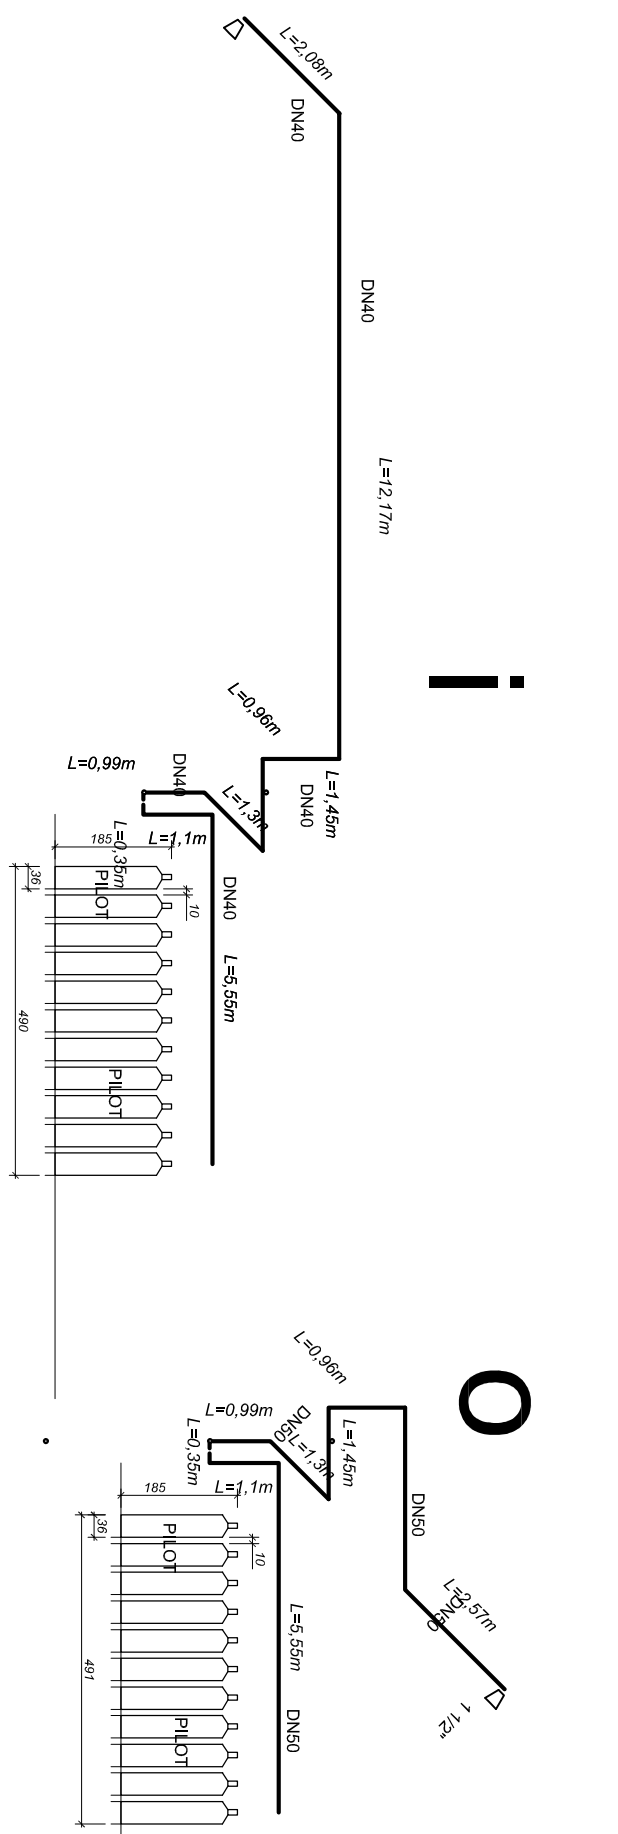 L=2,08m
DN40
DN40
L=12,17m
i
L=0,96m
L=0,99m
DN40
L=1,3m
DN40
L=1,45m
L=0,35m
L=1,1m
185
36
PILOT
10
DN40
L=5,55m
490
PILOT
L=0,96m
O
L=0,99m
DN50
L=0,35m
L=1,3m
L=1,45m
L=1,1m
185
36
PILOT
10
DN50
L=2,57m
DN50
1 1/2"
L=5,55m
491
DN50
PILOT